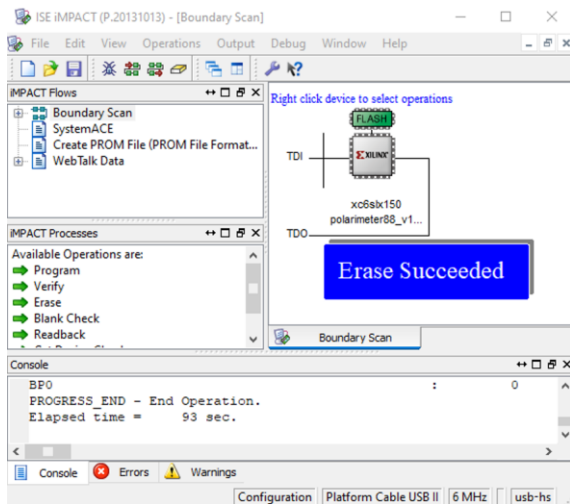 ISE iMPACT (P.20131013) - [Boundary Scan]
File Edit View Operations Output Debug Window Help
iMPACT Flows
Boundary Scan
SystemACE
Create PROM File (PROM File Format...
WebTalk Data
Right click device to select operations
FLASH
TDI
XILINX
xc6slx150
polarimeter88_v1...
TDO
Erase Succeeded
iMPACT Processes
Available Operations are:
Program
Verify
Erase
Blank Check
Readback
Boundary Scan
Console
BP0 : 0
PROGRESS_END - End Operation.
Elapsed time = 93 sec.
Console Errors Warnings
Configuration Platform Cable USB II 6 MHz usb-hs